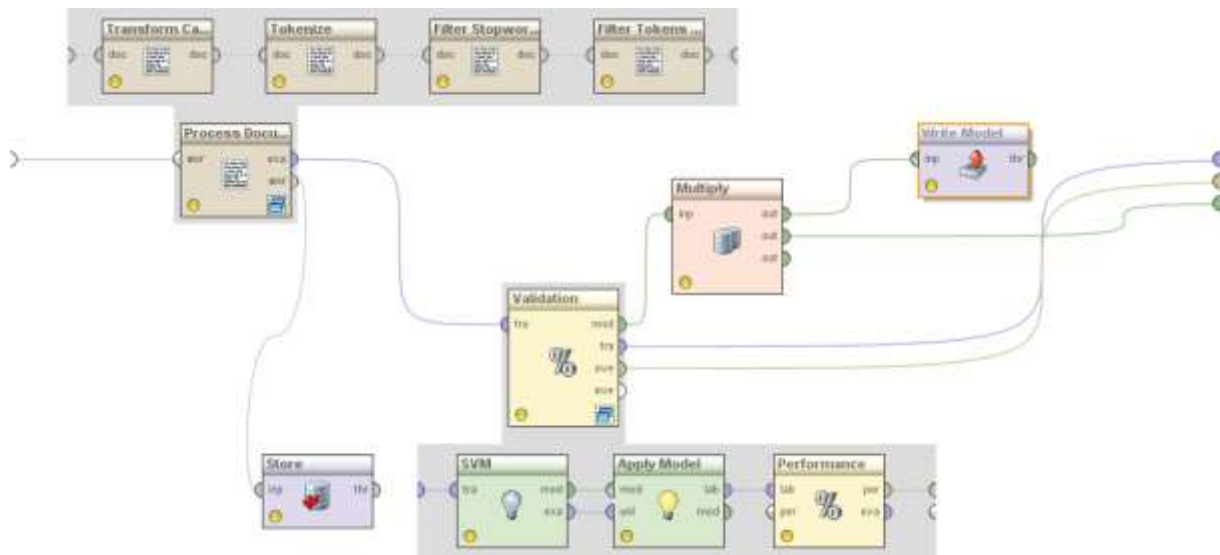 Transform Ca...
doc doc
Tokenize
doc doc
Filter Stopwor...
doc doc
Filter Tokens ...
doc doc
Process Docu...
wor exa
wor
Write Model
inp thr
Multiply
inp out
out
out
Validation
tra mod
tra
ave
ave
Store
inp thr
SVM
tra mod
exa
Apply Model
mod lab
unl mod
Performance
lab per
per exa